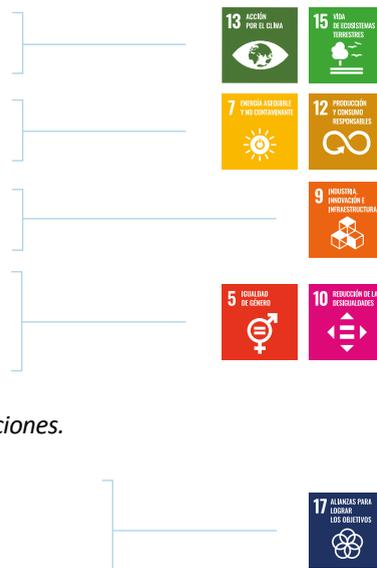 13 ACCIÓN
POR EL CLIMA
15 VIDA
DE ECOSISTEMAS
TERRESTRES
7 ENERGÍA ASEQUIBLE
Y NO CONTAMINANTE
12 PRODUCCIÓN
Y CONSUMO
RESPONSABLES
9 INDUSTRIA,
INNOVACIÓN E
INFRAESTRUCTURA
5 IGUALDAD
DE GÉNERO
10 REDUCCIÓN DE LA
DESIGUALDADES
ciones.
17 ALIANZAS PARA
LOGRAR
LOS OBJETIVOS